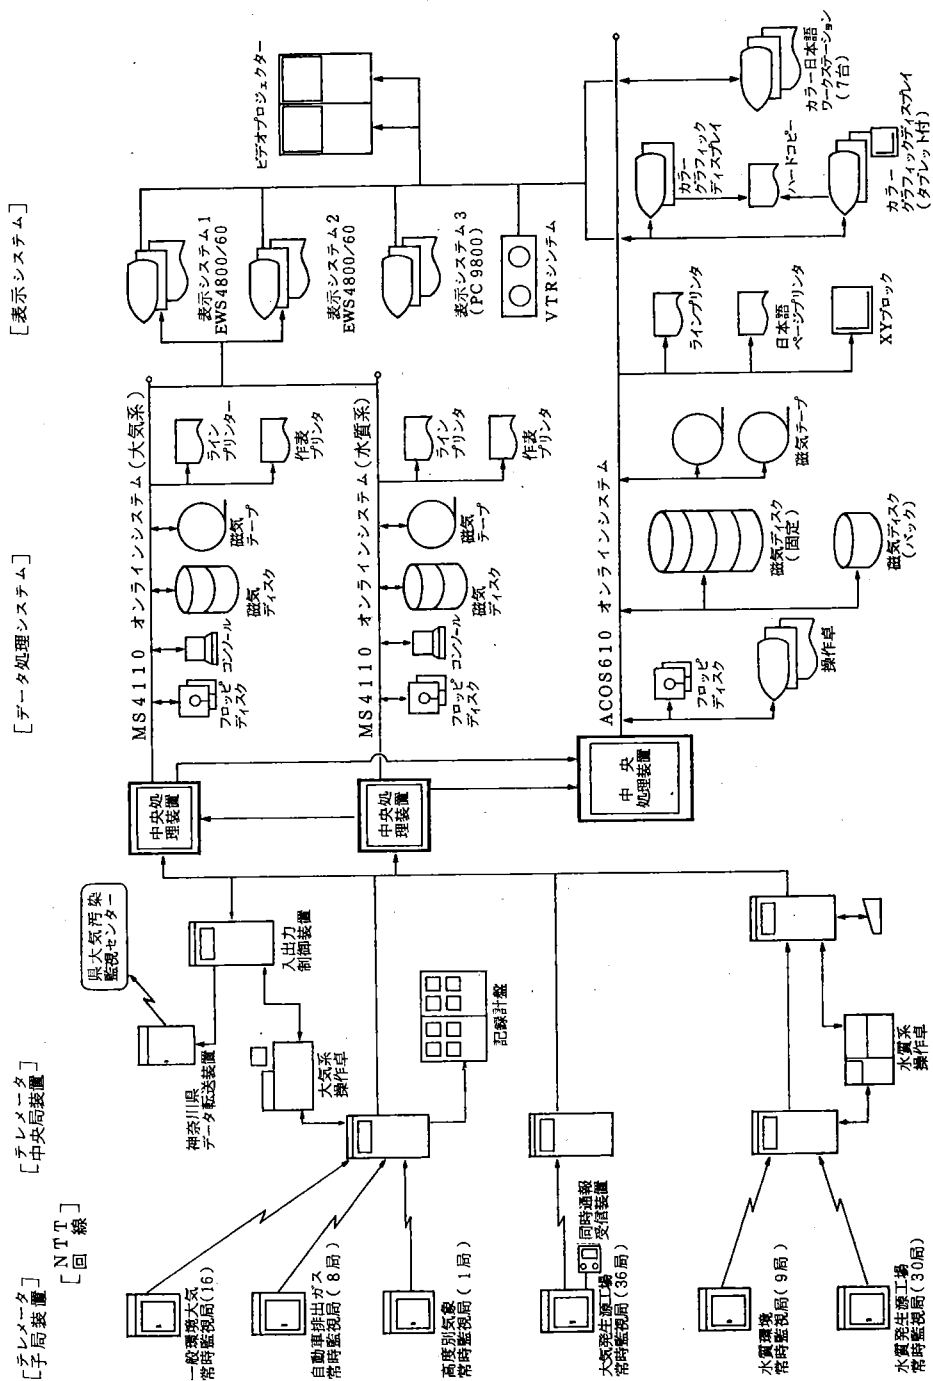 [テレメータ
子局装置]
[NTT
回 線]
[テレメータ
中央局装置]
[データ処理システム]
[表示システム]
一般環境大気
常時監視局(16)
自動車排出ガス
常時監視局(8局)
高度別気象
常時監視局(1局)
同時通報
受信装置
大気発生源工場
常時監視局(36局)
水質環境
常時監視局(9局)
水質発生源工場
常時監視局(30局)
県大気汚染
監視センター
神奈川県
データ転送装置
入出力
制御装置
大気系
操作卓
記録計盤
水質系
操作卓
中央処
理装置
MS4110 オンラインシステム(大気系)
フロッピ
ディスク
コンソール
磁気
ディスク
磁気
テープ
ライン
プリンター
作表
プリンタ
中央処
理装置
MS4110 オンラインシステム(水質系)
フロッピ
ディスク
コンソール
磁気
ディスク
磁気
テープ
ライン
プリンタ
作表
プリンタ
中 央
処理装置
ACOS610 オンラインシステム
フロッピ
ディスク
操作卓
磁気ディスク
(固定)
磁気ディスク
(パック)
磁気テープ
ラインプリンタ
日本語
ページプリンタ
XYプロック
表示システム1
EWS4800/60
表示システム2
EWS4800/60
表示システム3
(PC9800)
VTRシンテム
ビデオプロジェクター
カラー
グラフィック
ディスプレイ
ハードコピー
カラー
グラフィックディスプレイ
(タブレット付)
カラー日本語
ワークステーション
(7台)